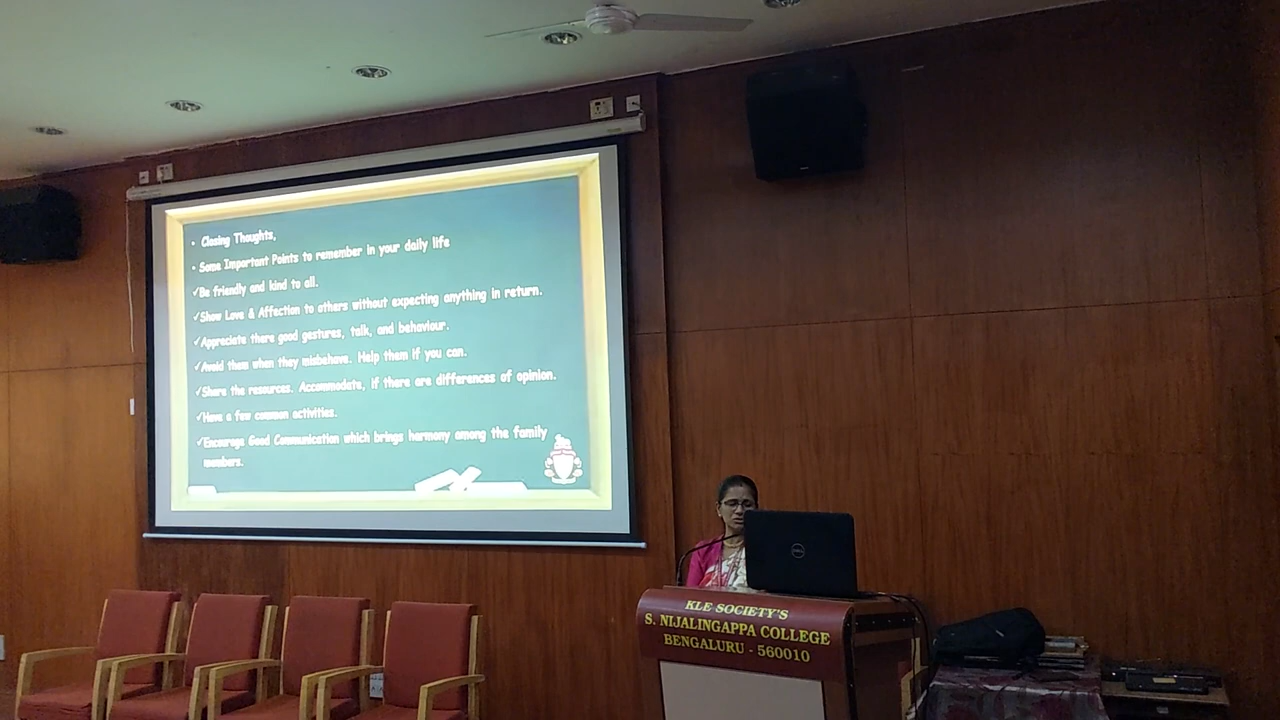 • Closing Thoughts,
• Some Important Points to remember in your daily life
✓Be friendly and kind to all.
✓Show Love & Affection to others without expecting anything in return.
✓Appreciate there good gestures, talk, and behaviour.
✓Avoid them when they misbehave. Help them if you can.
✓Share the resources. Accommodate, if there are differences of opinion.
✓Have a few common activities.
✓Encourage Good Communication which brings harmony among the family
members.
DELL
KLE SOCIETY'S
S. NIJALINGAPPA COLLEGE
BENGALURU - 560010